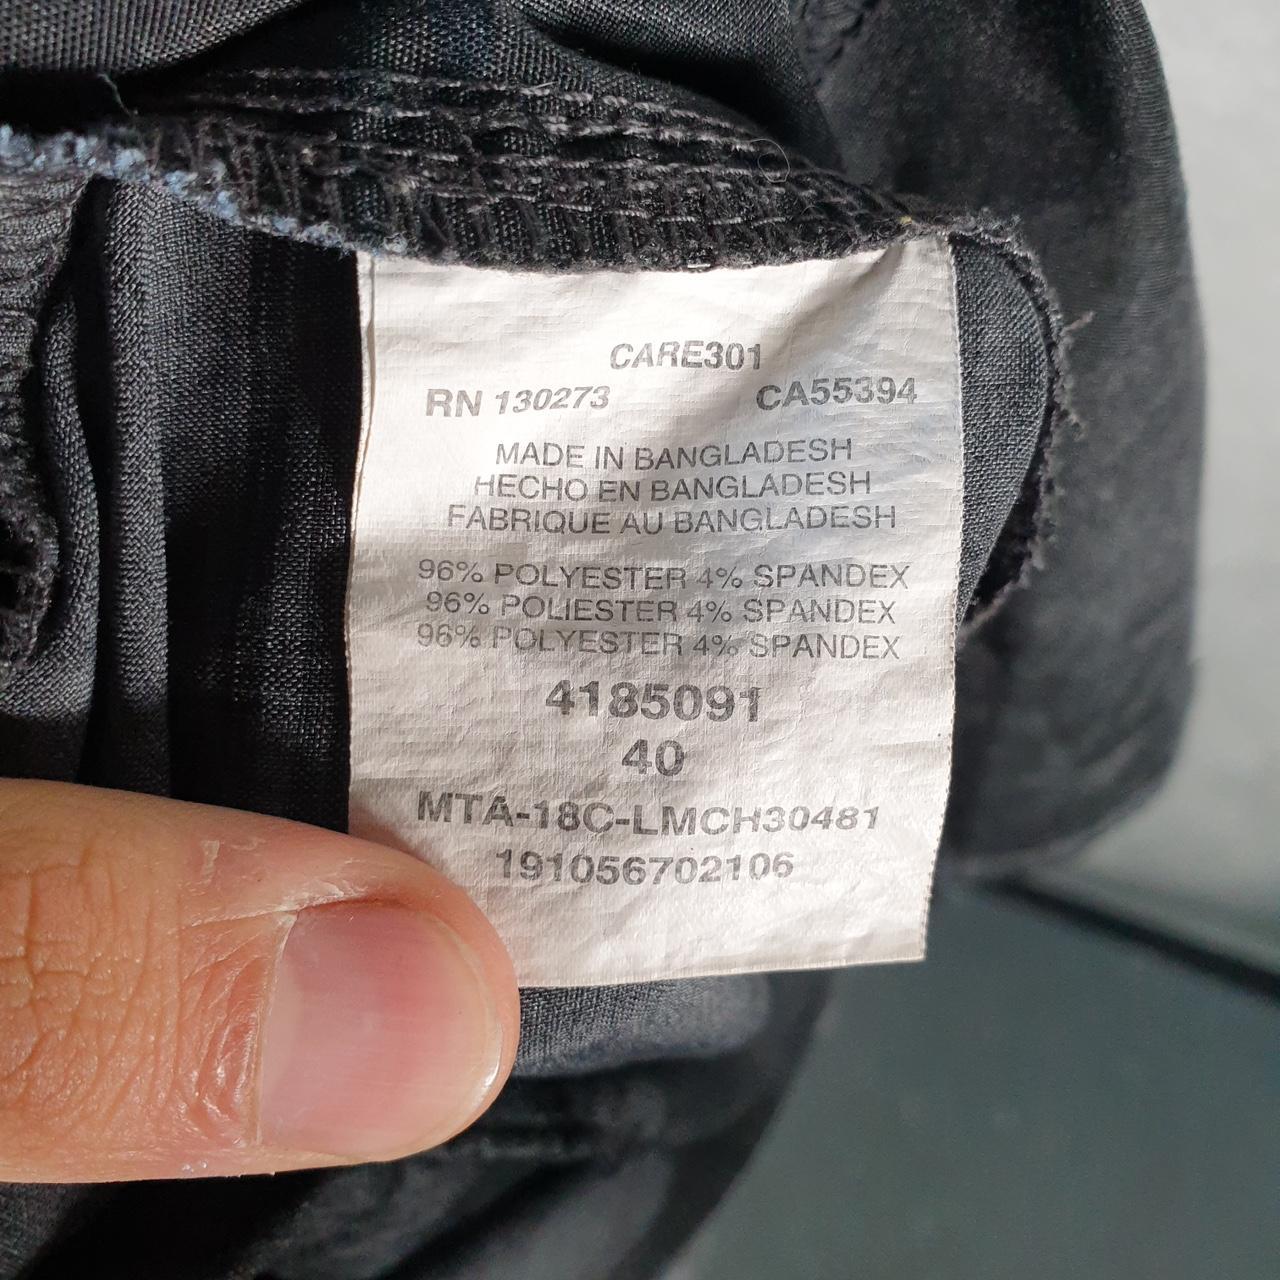 CARE301
RN 130273 CA55394
MADE IN BANGLADESH
HECHO EN BANGLADESH
FABRIQUE AU BANGLADESH
96% POLYESTER 4% SPANDEX
96% POLIESTER 4% SPANDEX
96% POLYESTER 4% SPANDEX
4185091
40
MTA-18C-LMCH30481
191056702106